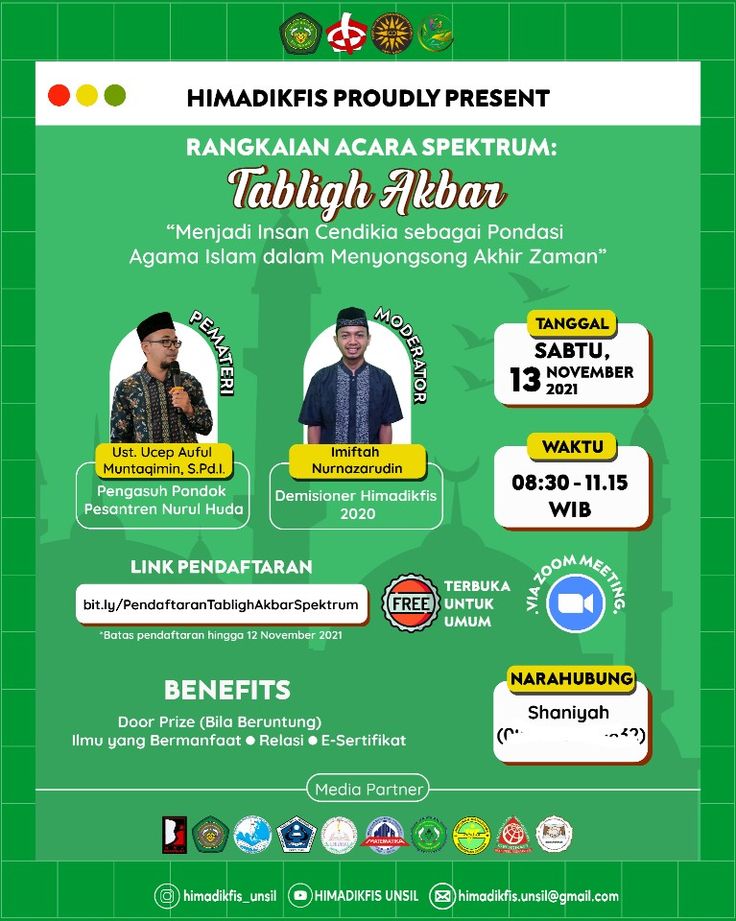 HIMADIKFIS PROUDLY PRESENT
RANGKAIAN ACARA SPEKTRUM:
Tabligh Akbar
“Menjadi Insan Cendikia sebagai Pondasi
Agama Islam dalam Menyongsong Akhir Zaman”
PEMATERI
Ust. Ucep Auful
Muntaqimin, S.Pd.I.
Pengasuh Pondok
Pesantren Nurul Huda
MODERATOR
Imiftah
Nurnazarudin
Demisioner Himadikfis
2020
TANGGAL
SABTU,
13 NOVEMBER
2021
WAKTU
08:30 - 11.15
WIB
LINK PENDAFTARAN
bit.ly/PendaftaranTablighAkbarSpektrum
*Batas pendaftaran hingga 12 November 2021
FREE
TERBUKA
UNTUK
UMUM
VIA ZOOM MEETING
BENEFITS
Door Prize (Bila Beruntung)
Ilmu yang Bermanfaat ● Relasi ● E-Sertifikat
NARAHUBUNG
Shaniyah
Media Partner
MATEMATIKA
himadikfis_unsil
HIMADIKFIS UNSIL
himadikfis.unsil@gmail.com